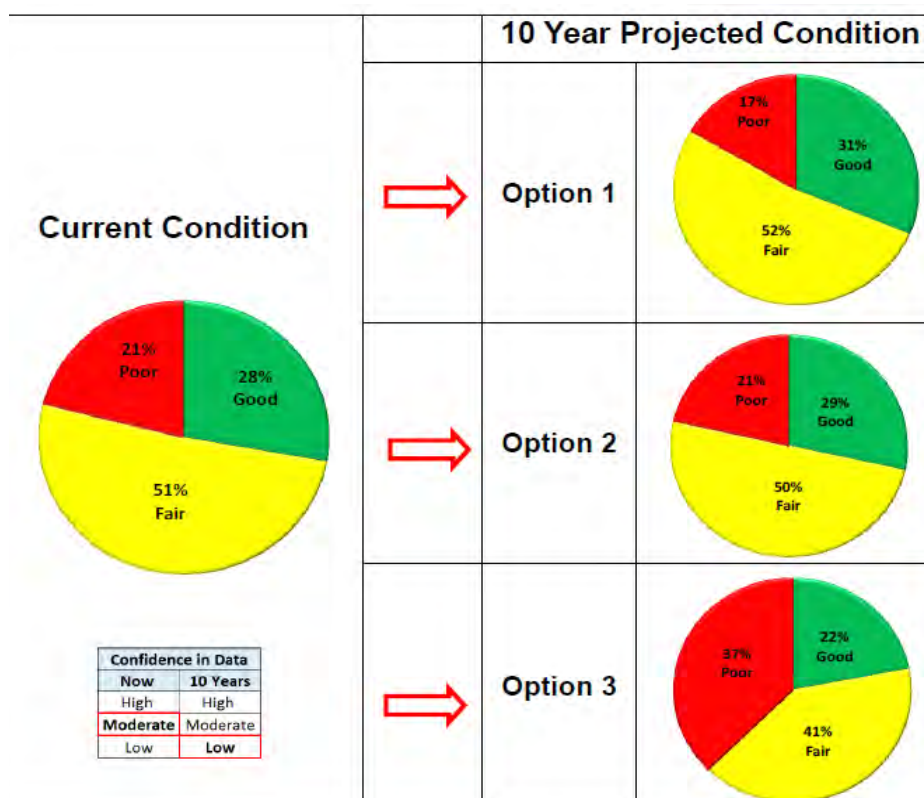 10 Year Projected Condition
17%
Poor
31%
Good
52%
Fair
Option 1
Current Condition
21%
Poor
28%
Good
51%
Fair
21%
Poor
29%
Good
50%
Fair
Option 2
37%
Poor
22%
Good
41%
Fair
Option 3
Confidence in Data
Now 10 Years
High High
Moderate Moderate
Low Low